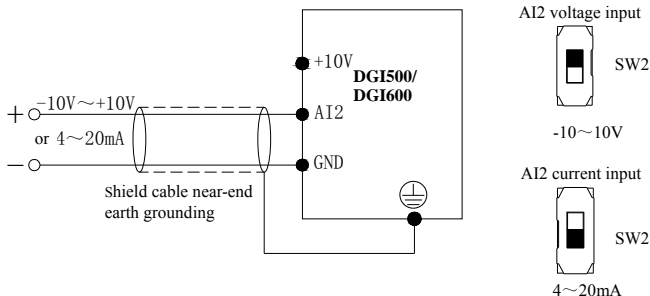 +10V
DGI500/
DGI600
+ -10V～+10V
AI2
or 4～20mA
-
GND
Shield cable near-end
earth grounding
AI2 voltage input
SW2
-10～10V
AI2 current input
SW2
4～20mA